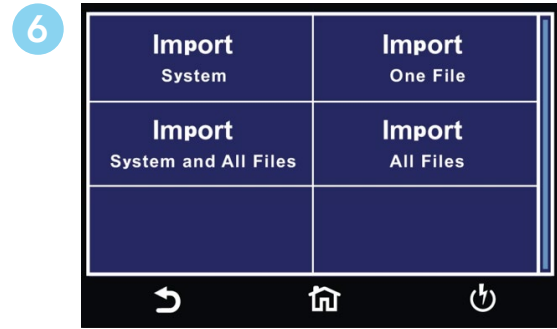 6
Import
System
Import
One File
Import
System and All Files
Import
All Files